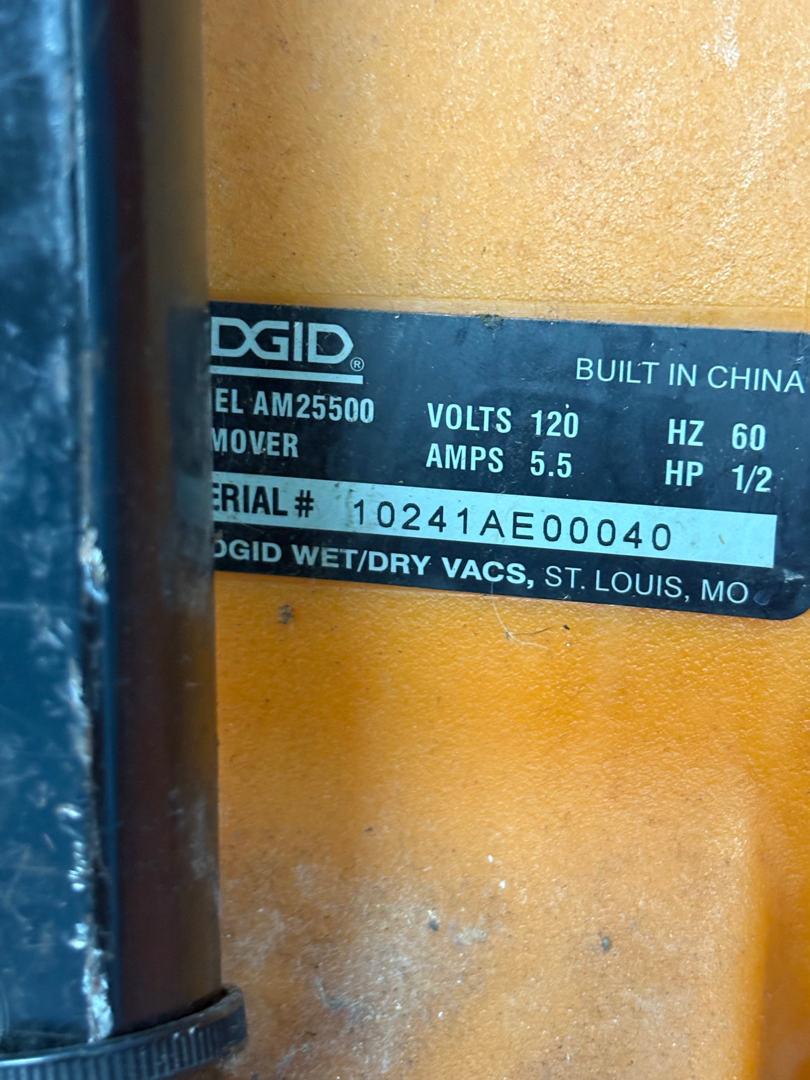 DGID®
BUILT IN CHINA
EL AM25500
MOVER
VOLTS 120
AMPS 5.5
HZ 60
HP 1/2
ERIAL # 10241AE00040
DGID WET/DRY VACS, ST. LOUIS, MO